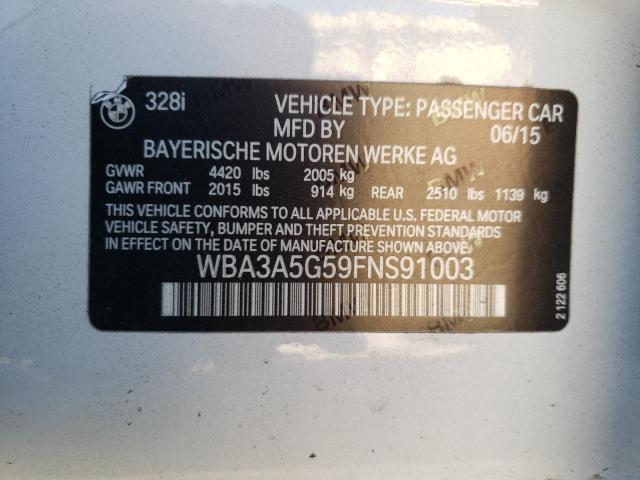 328i VEHICLE TYPE: PASSENGER CAR
MFD BY 06/15
BAYERISCHE MOTOREN WERKE AG
GVWR 4420 lbs 2005 kg
GAWR FRONT 2015 lbs 914 kg REAR 2510 lbs 1139 kg
THIS VEHICLE CONFORMS TO ALL APPLICABLE U.S. FEDERAL MOTOR
VEHICLE SAFETY, BUMPER AND THEFT PREVENTION STANDARDS
IN EFFECT ON THE DATE OF MANUFACTURE SHOWN ABOVE.
WBA3A5G59FNS91003
2 122 606